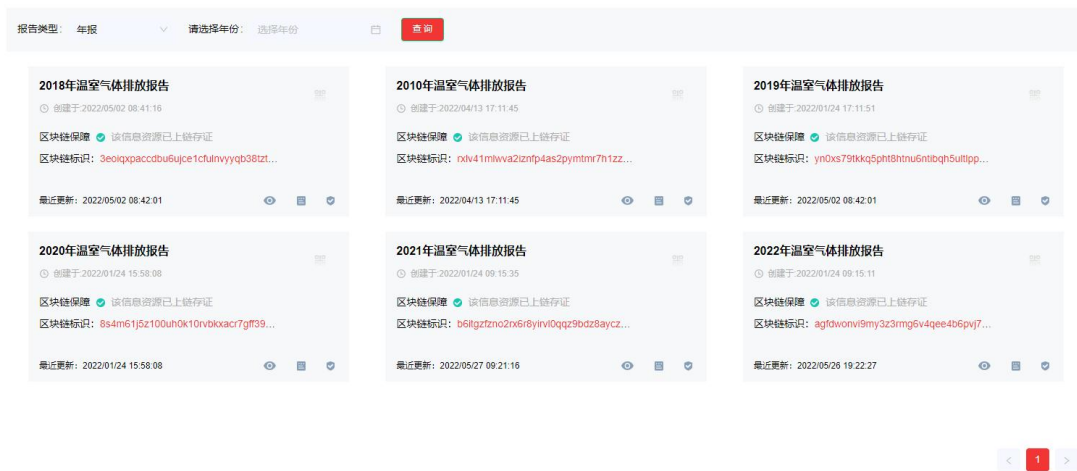 报告类型: 年报 请选择年份: 选择年份 查询
2018年温室气体排放报告
创建于:2022/05/02 08:41:16
区块链保障 该信息资源已上链存证
区块链标识: 3eoiqxpaccdbu6ujce1cfulnvyyqb38tzt...
最近更新: 2022/05/02 08:42:01
2010年温室气体排放报告
创建于:2022/04/13 17:11:45
区块链保障 该信息资源已上链存证
区块链标识: rxlv41mlwva2iznfp4as2pymtmr7h1zz...
最近更新: 2022/04/13 17:11:45
2019年温室气体排放报告
创建于:2022/01/24 17:11:51
区块链保障 该信息资源已上链存证
区块链标识: yn0xs79tkkq5pht8htnu6ntibqh5ultlpp...
最近更新: 2022/05/02 08:42:01
2020年温室气体排放报告
创建于:2022/01/24 15:58:08
区块链保障 该信息资源已上链存证
区块链标识: 8s4m61j5z100uh0k10rvbkxacr7gff39...
最近更新: 2022/01/24 15:58:08
2021年温室气体排放报告
创建于:2022/01/24 09:15:35
区块链保障 该信息资源已上链存证
区块链标识: b6itgzfzno2rx6r8yirvl0qqz9bdz8aycz...
最近更新: 2022/05/27 09:21:16
2022年温室气体排放报告
创建于:2022/01/24 09:15:11
区块链保障 该信息资源已上链存证
区块链标识: agfdwonvi9my3z3rmg6v4qee4b6pvj7...
最近更新: 2022/05/26 19:22:27
< 1 >